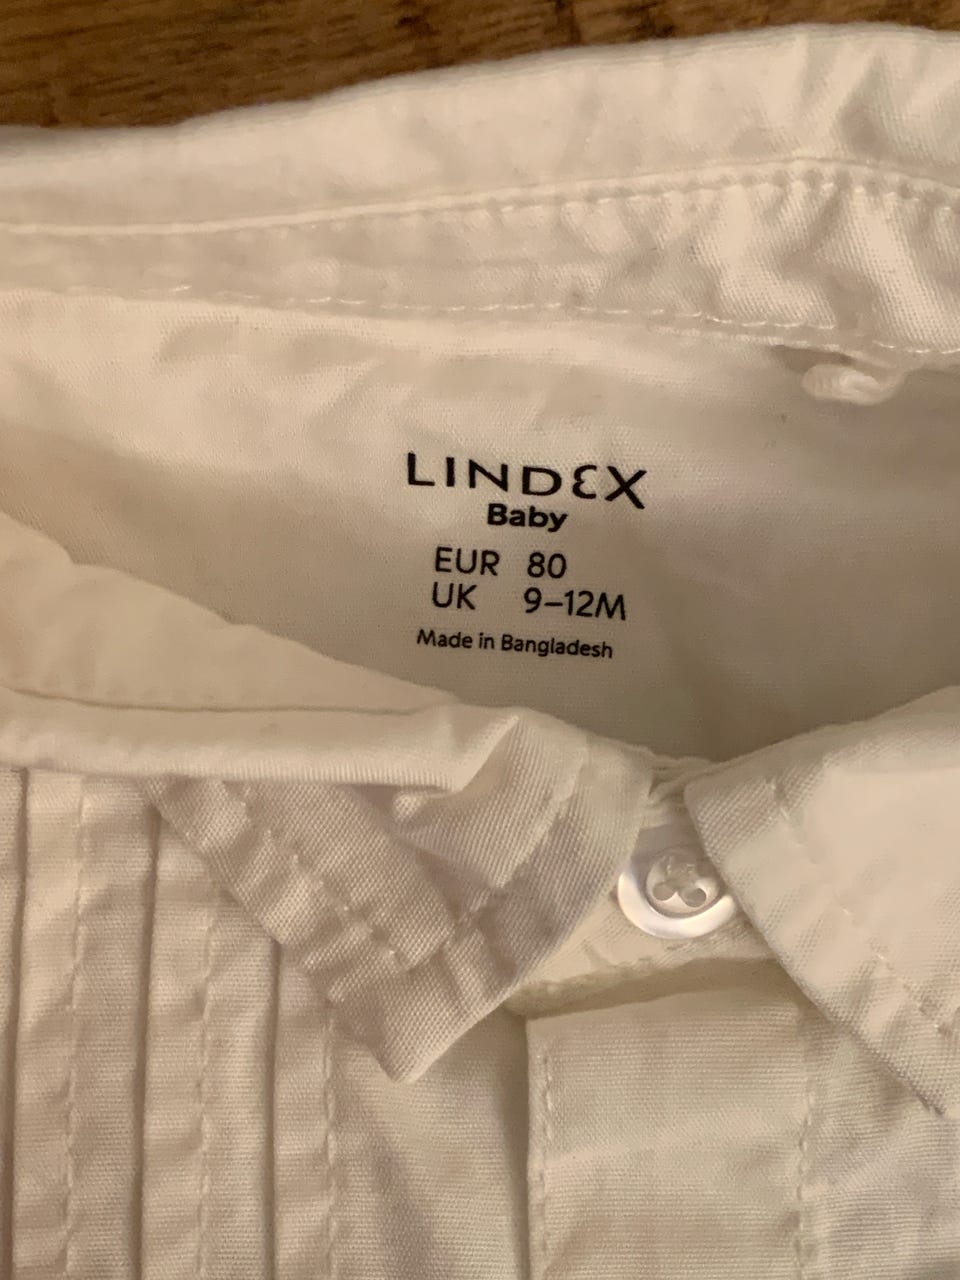 LINDEX
Baby
EUR 80
UK 9–12M
Made in Bangladesh